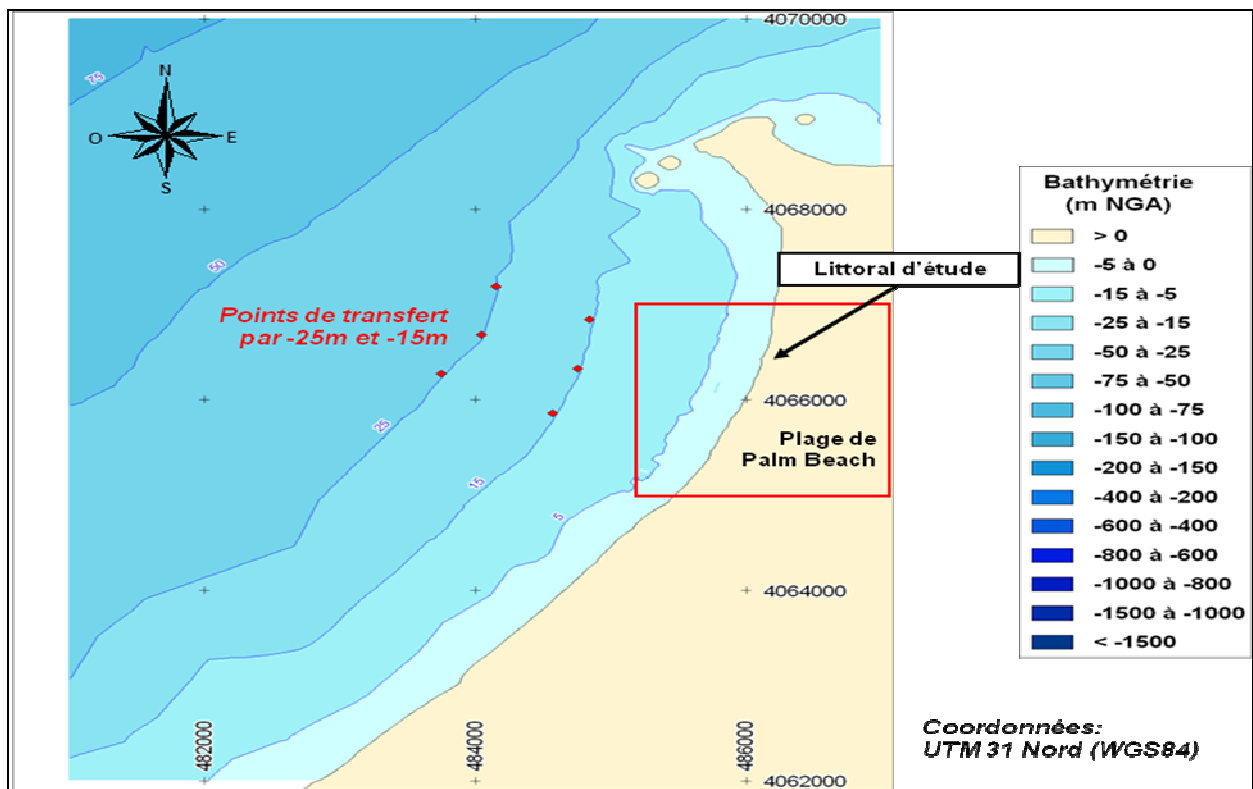 4070000
75
N
O
E
S
4068000
50
Littoral d'étude
Points de transfert
par -25m et -15m
4066000
25
Plage de
Palm Beach
15
5
4064000
482000
484000
486000
4062000
Bathymétrie
(m NGA)
> 0
-5 à 0
-15 à -5
-25 à -15
-50 à -25
-75 à -50
-100 à -75
-150 à -100
-200 à -150
-400 à -200
-600 à -400
-800 à -600
-1000 à -800
-1500 à -1000
< -1500
Coordonnées:
UTM 31 Nord (WGS84)